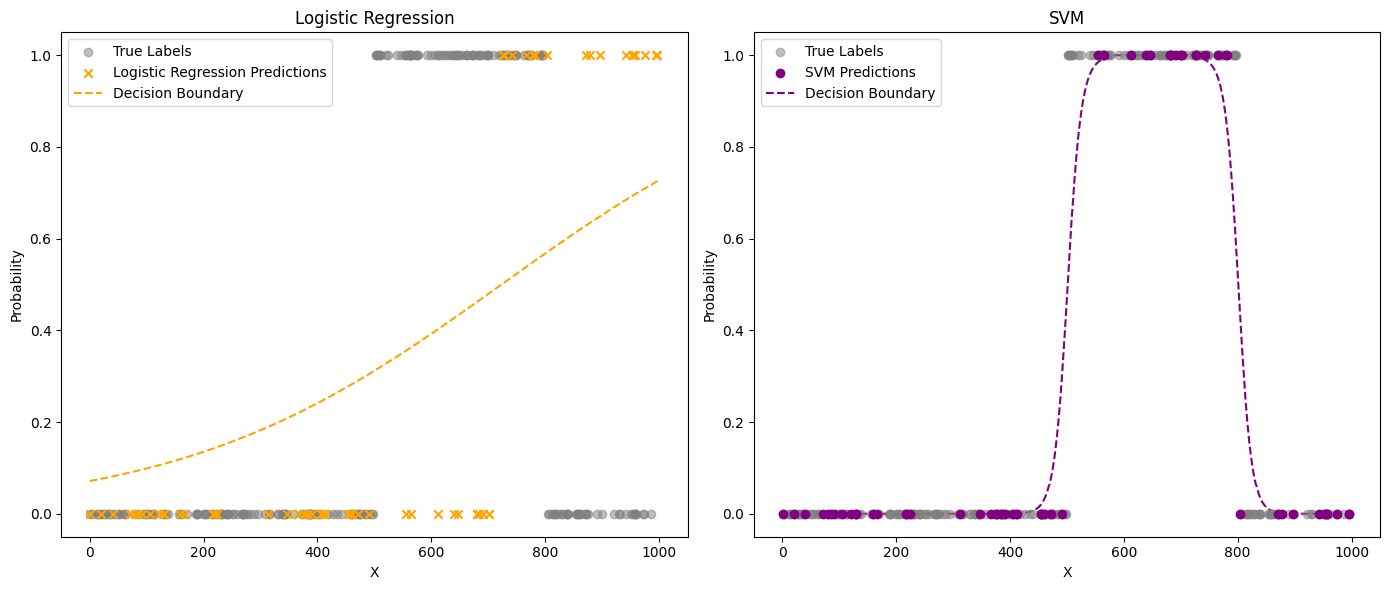 Logistic Regression
True Labels
Logistic Regression Predictions
Decision Boundary
1.0
0.8
0.6
0.4
0.2
0.0
Probability
0 200 400 600 800 1000
X
SVM
True Labels
SVM Predictions
Decision Boundary
1.0
0.8
0.6
0.4
0.2
0.0
Probability
0 200 400 600 800 1000
X